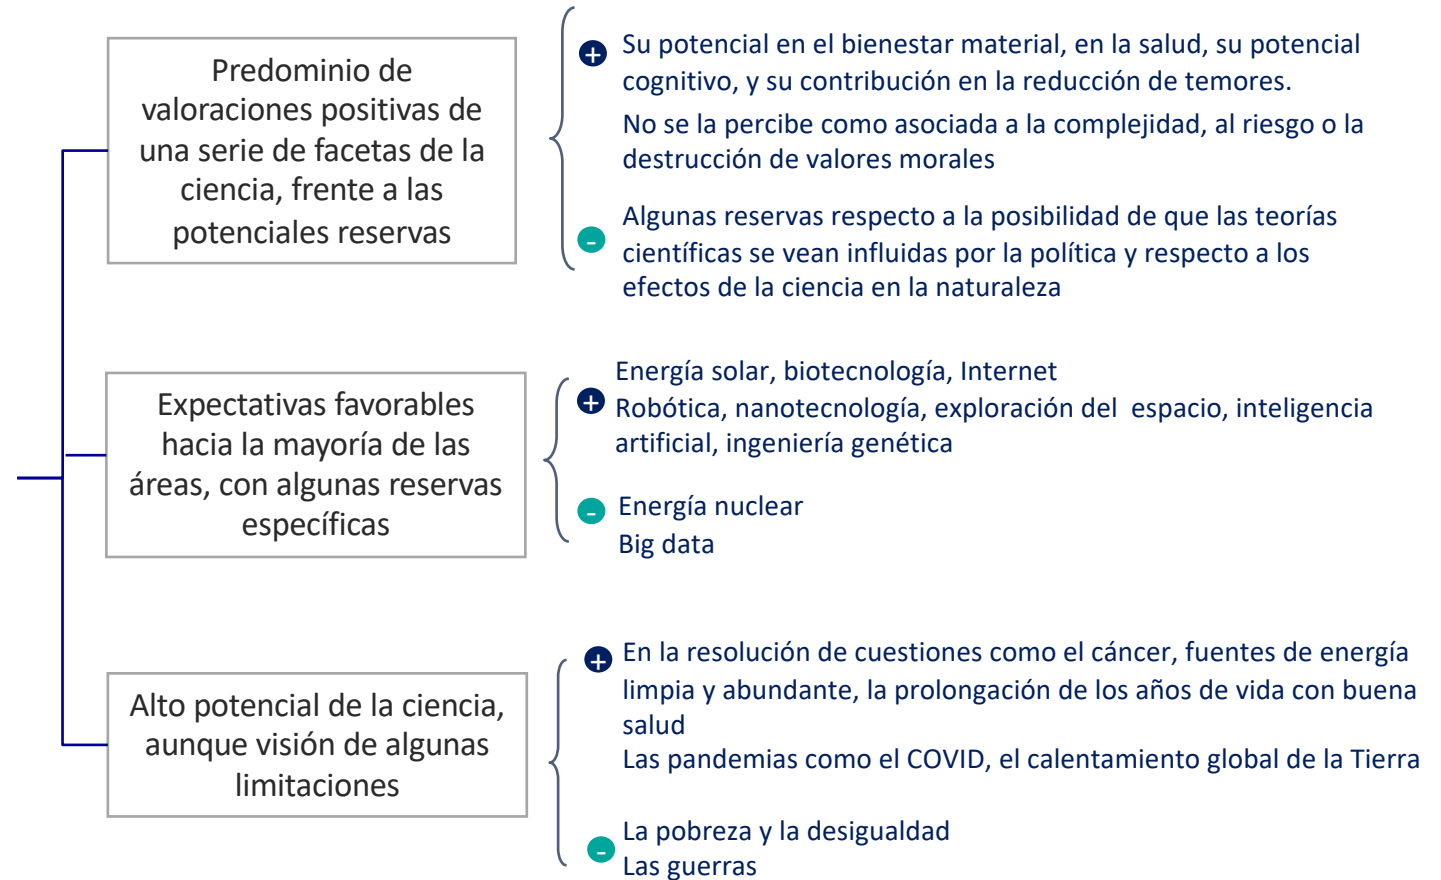 Predominio de
valoraciones positivas de
una serie de facetas de la
ciencia, frente a las
potenciales reservas
+
Su potencial en el bienestar material, en la salud, su potencial
cognitivo, y su contribución en la reducción de temores.
No se la percibe como asociada a la complejidad, al riesgo o la
destrucción de valores morales
-
Algunas reservas respecto a la posibilidad de que las teorías
científicas se vean influidas por la política y respecto a los
efectos de la ciencia en la naturaleza
Expectativas favorables
hacia la mayoría de las
áreas, con algunas reservas
específicas
+
Energía solar, biotecnología, Internet
Robótica, nanotecnología, exploración del espacio, inteligencia
artificial, ingeniería genética
-
Energía nuclear
Big data
Alto potencial de la ciencia,
aunque visión de algunas
limitaciones
+
En la resolución de cuestiones como el cáncer, fuentes de energía
limpia y abundante, la prolongación de los años de vida con buena
salud
Las pandemias como el COVID, el calentamiento global de la Tierra
-
La pobreza y la desigualdad
Las guerras